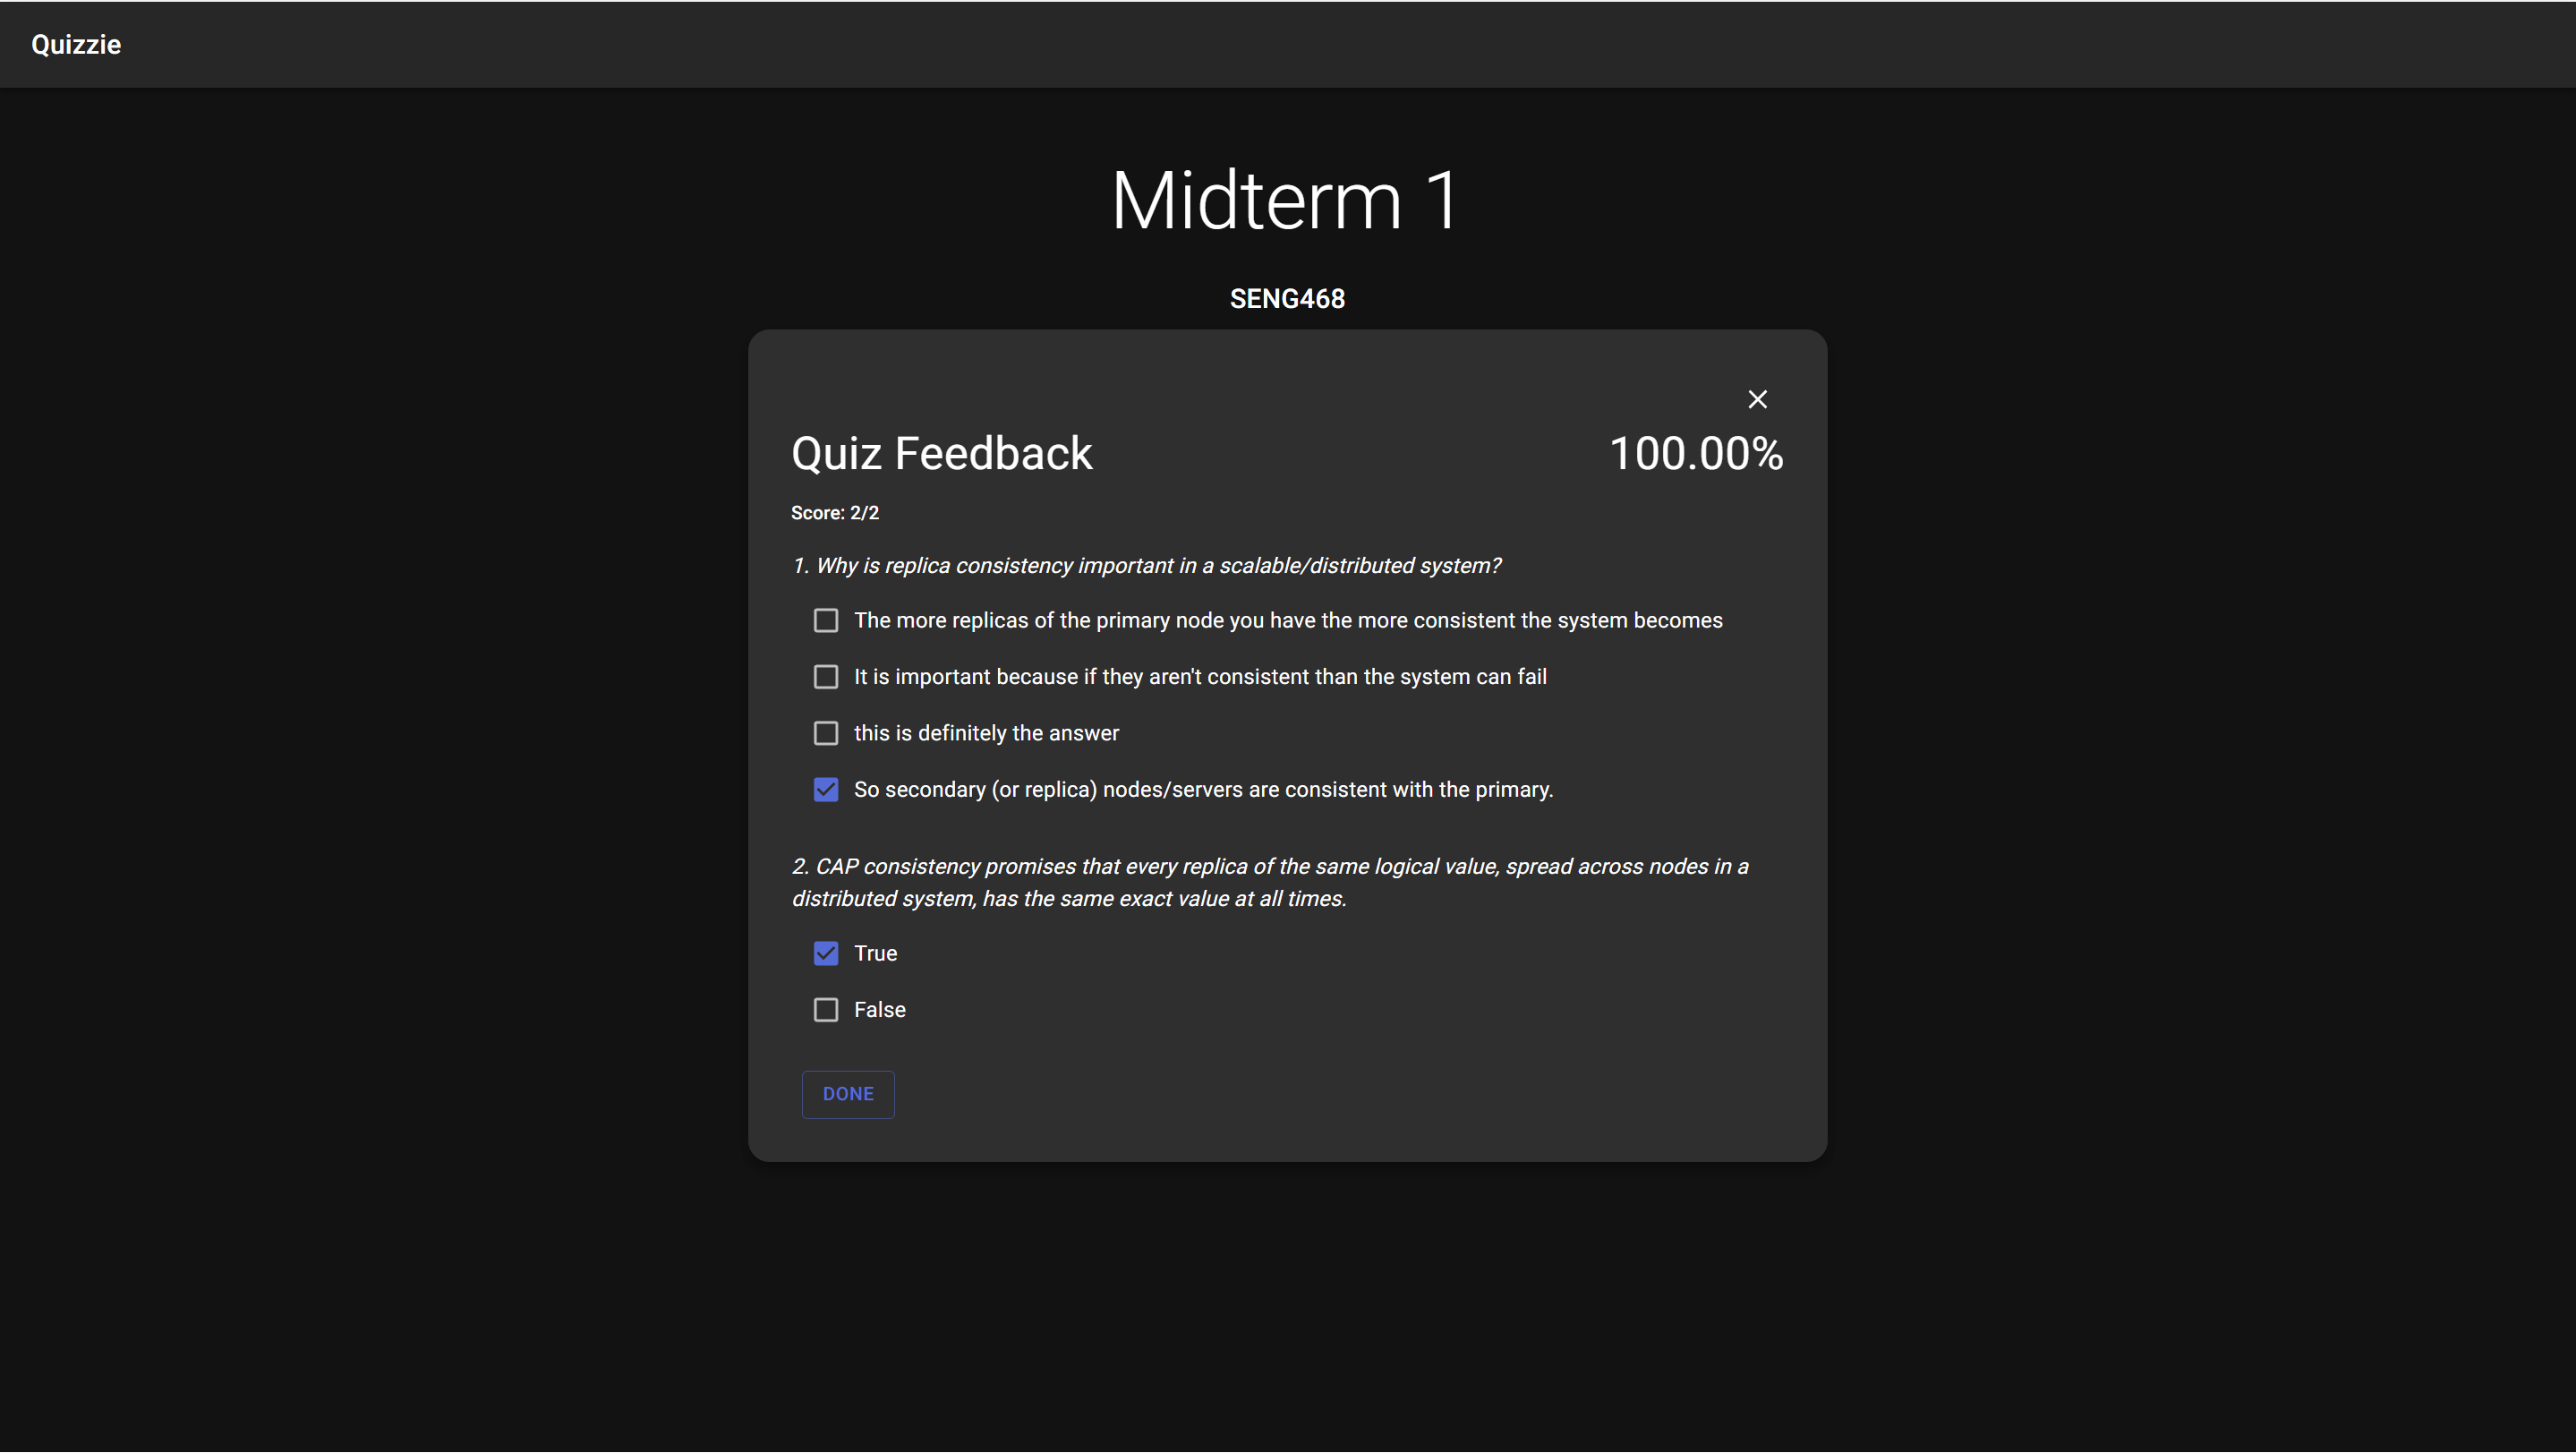 Quizzie
Midterm 1
SENG468
Quiz Feedback
100.00%
Score: 2/2
1. Why is replica consistency important in a scalable/distributed system?
The more replicas of the primary node you have the more consistent the system becomes
It is important because if they aren't consistent than the system can fail
this is definitely the answer
So secondary (or replica) nodes/servers are consistent with the primary.
2. CAP consistency promises that every replica of the same logical value, spread across nodes in a
distributed system, has the same exact value at all times.
True
False
DONE